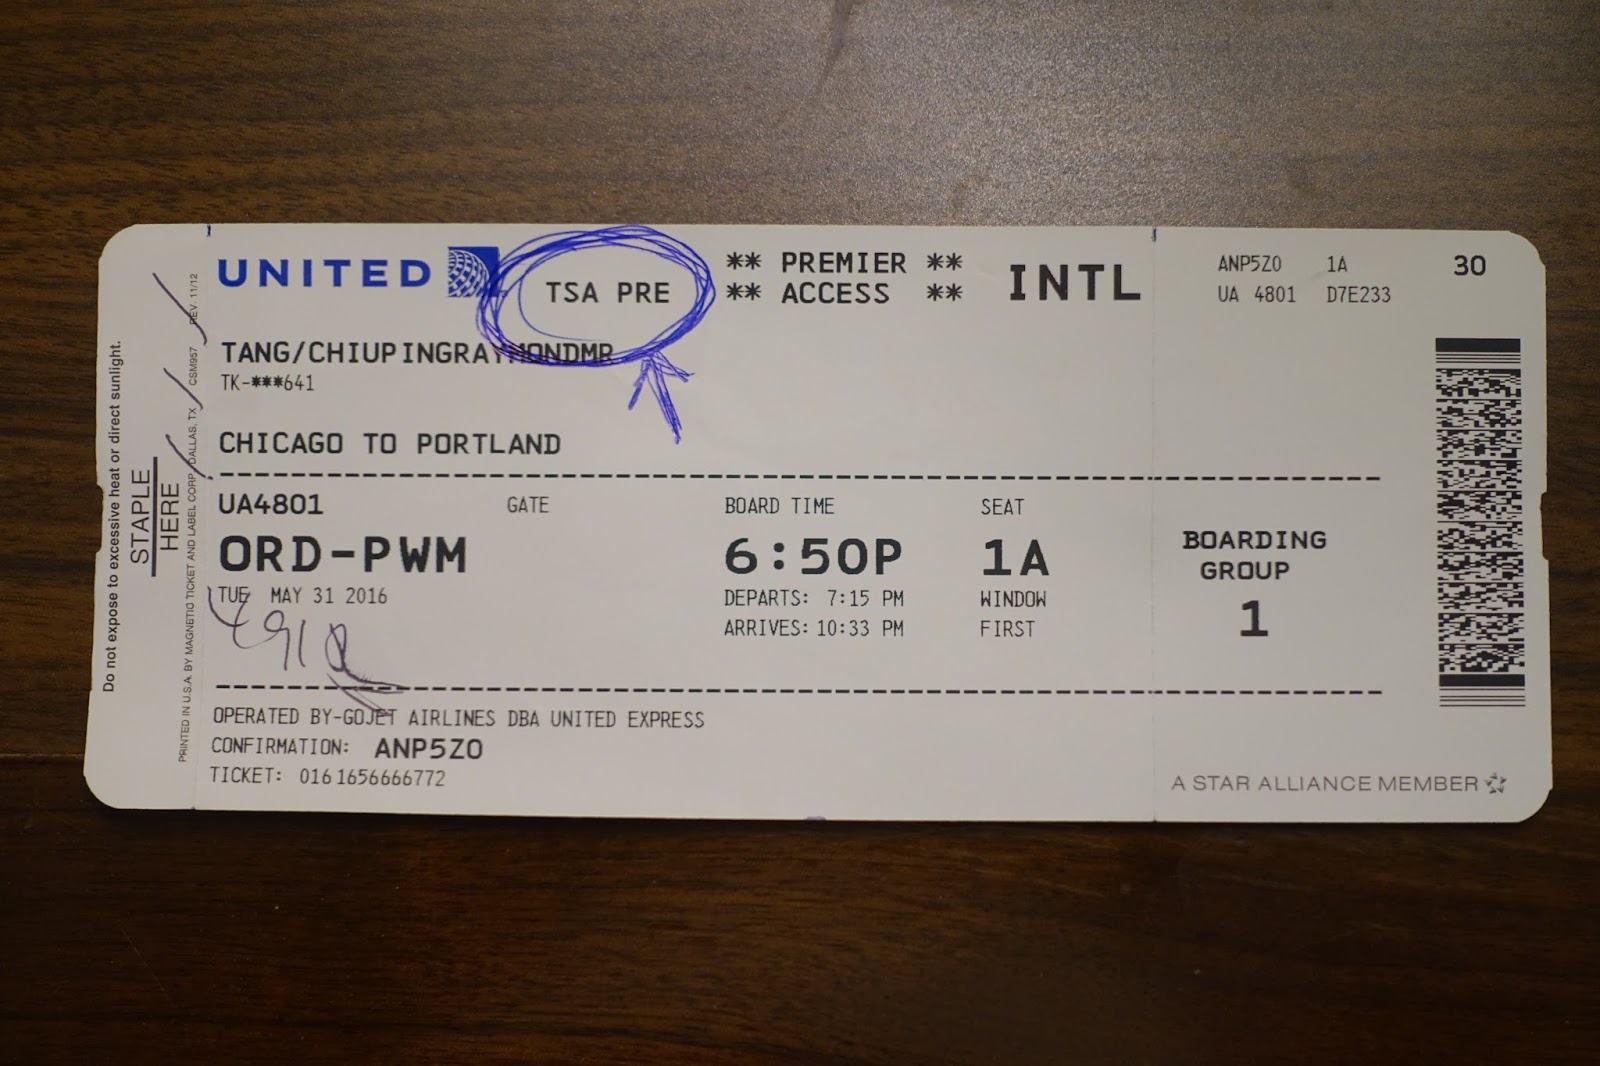 Do not expose to excessive heat or direct sunlight.
STAPLE
HERE
PRINTED IN U.S.A. BY MAGNETIC TICKET AND LABEL CORP. DALLAS, TX CSM957 REV. 11/12
UNITED
TSA PRE
** PREMIER **
** ACCESS **
INTL
TANG/CHIUPINGRAYMONDMR
TK-***641
CHICAGO TO PORTLAND
UA4801 GATE BOARD TIME SEAT
ORD-PWM 6:50P 1A
TUE MAY 31 2016 DEPARTS: 7:15 PM WINDOW
ARRIVES: 10:33 PM FIRST
OPERATED BY-GOJET AIRLINES DBA UNITED EXPRESS
CONFIRMATION: ANP5Z0
TICKET: 016 1656666772
ANP5Z0 1A 30
UA 4801 D7E233
BOARDING
GROUP
1
A STAR ALLIANCE MEMBER